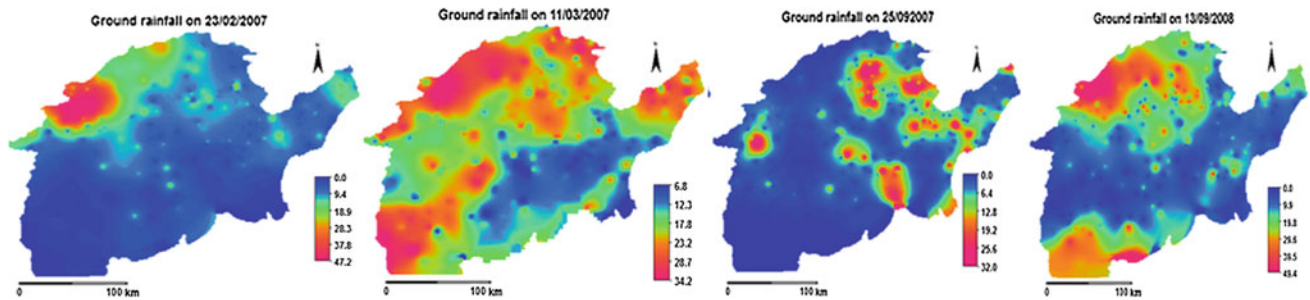 Ground rainfall on 23/02/2007
Ground rainfall on 11/03/2007
Ground rainfall on 25/092007
Ground rainfall on 13/09/2008
N
N
N
N
0.0
9.4
18.9
28.3
37.8
47.2
6.8
12.3
17.8
23.2
28.7
34.2
0.0
6.4
12.8
19.2
25.6
32.0
0.0
9.9
49.4
0
100 km
0
100 km
0
100 km
0
100 km